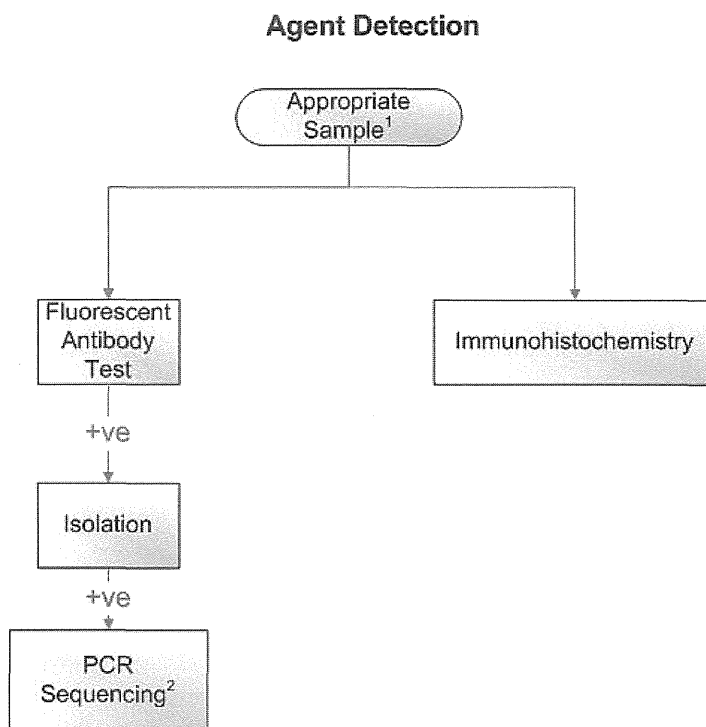 Agent Detection
Appropriate
Sample¹
Fluorescent
Antibody
Test
Immunohistochemistry
+ve
Isolation
+ve
PCR
Sequencing²